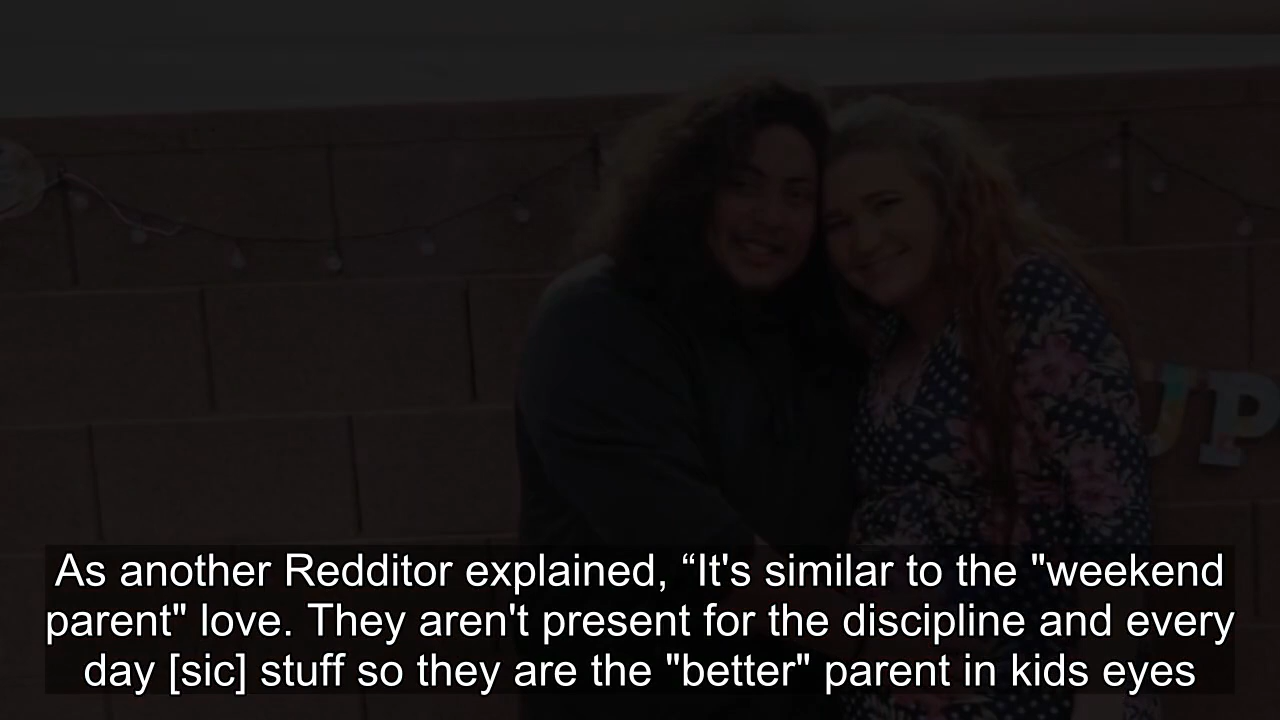 UP
As another Redditor explained, “It's similar to the "weekend
parent" love. They aren't present for the discipline and every
day [sic] stuff so they are the "better" parent in kids eyes